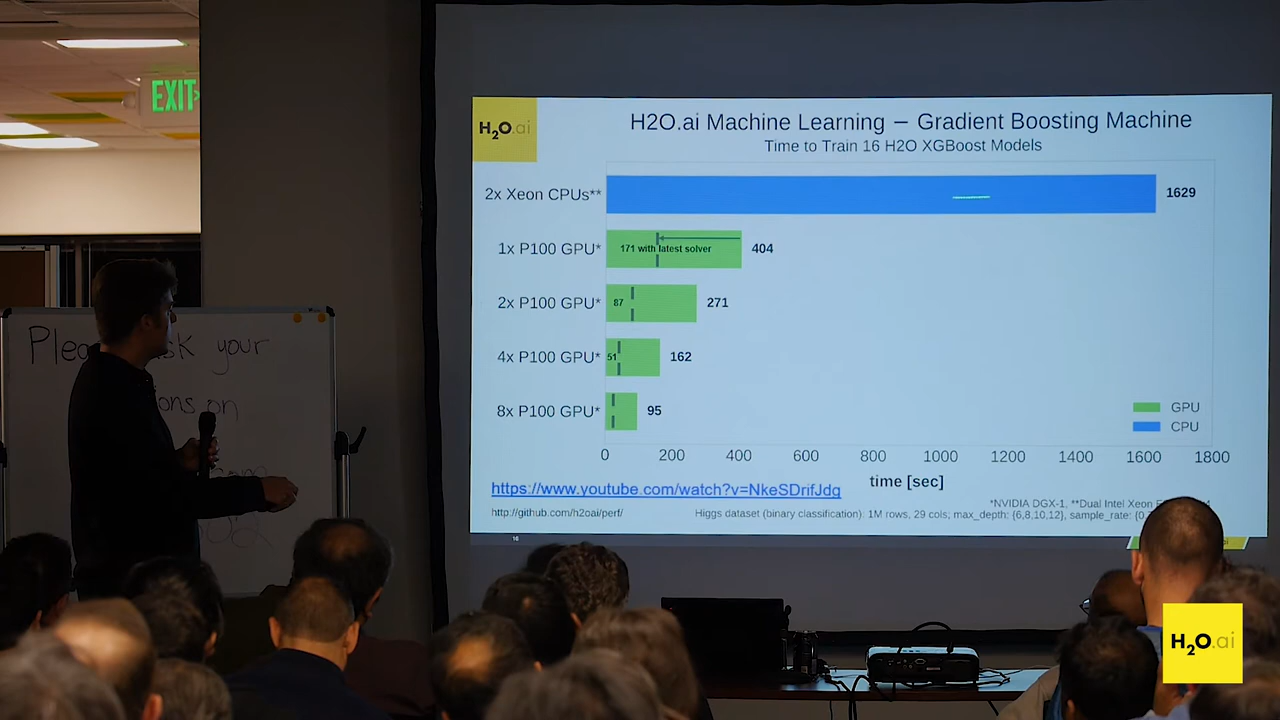 EXIT
H2O.ai
H2O.ai Machine Learning – Gradient Boosting Machine
Time to Train 16 H2O XGBoost Models
2x Xeon CPUs**
1629
1x P100 GPU*
171 with latest solver
404
2x P100 GPU*
87
271
4x P100 GPU*
51
162
8x P100 GPU*
95
GPU
CPU
0 200 400 600 800 1000 1200 1400 1600 1800
time [sec]
https://www.youtube.com/watch?v=NkeSDrifJdg
*NVIDIA DGX-1, **Dual Intel Xeon
http://github.com/h2oai/perf/
Higgs dataset (binary classification): 1M rows, 29 cols; max_depth: {6,8,10,12}, sample_rate:
16
your
on
H2O.ai